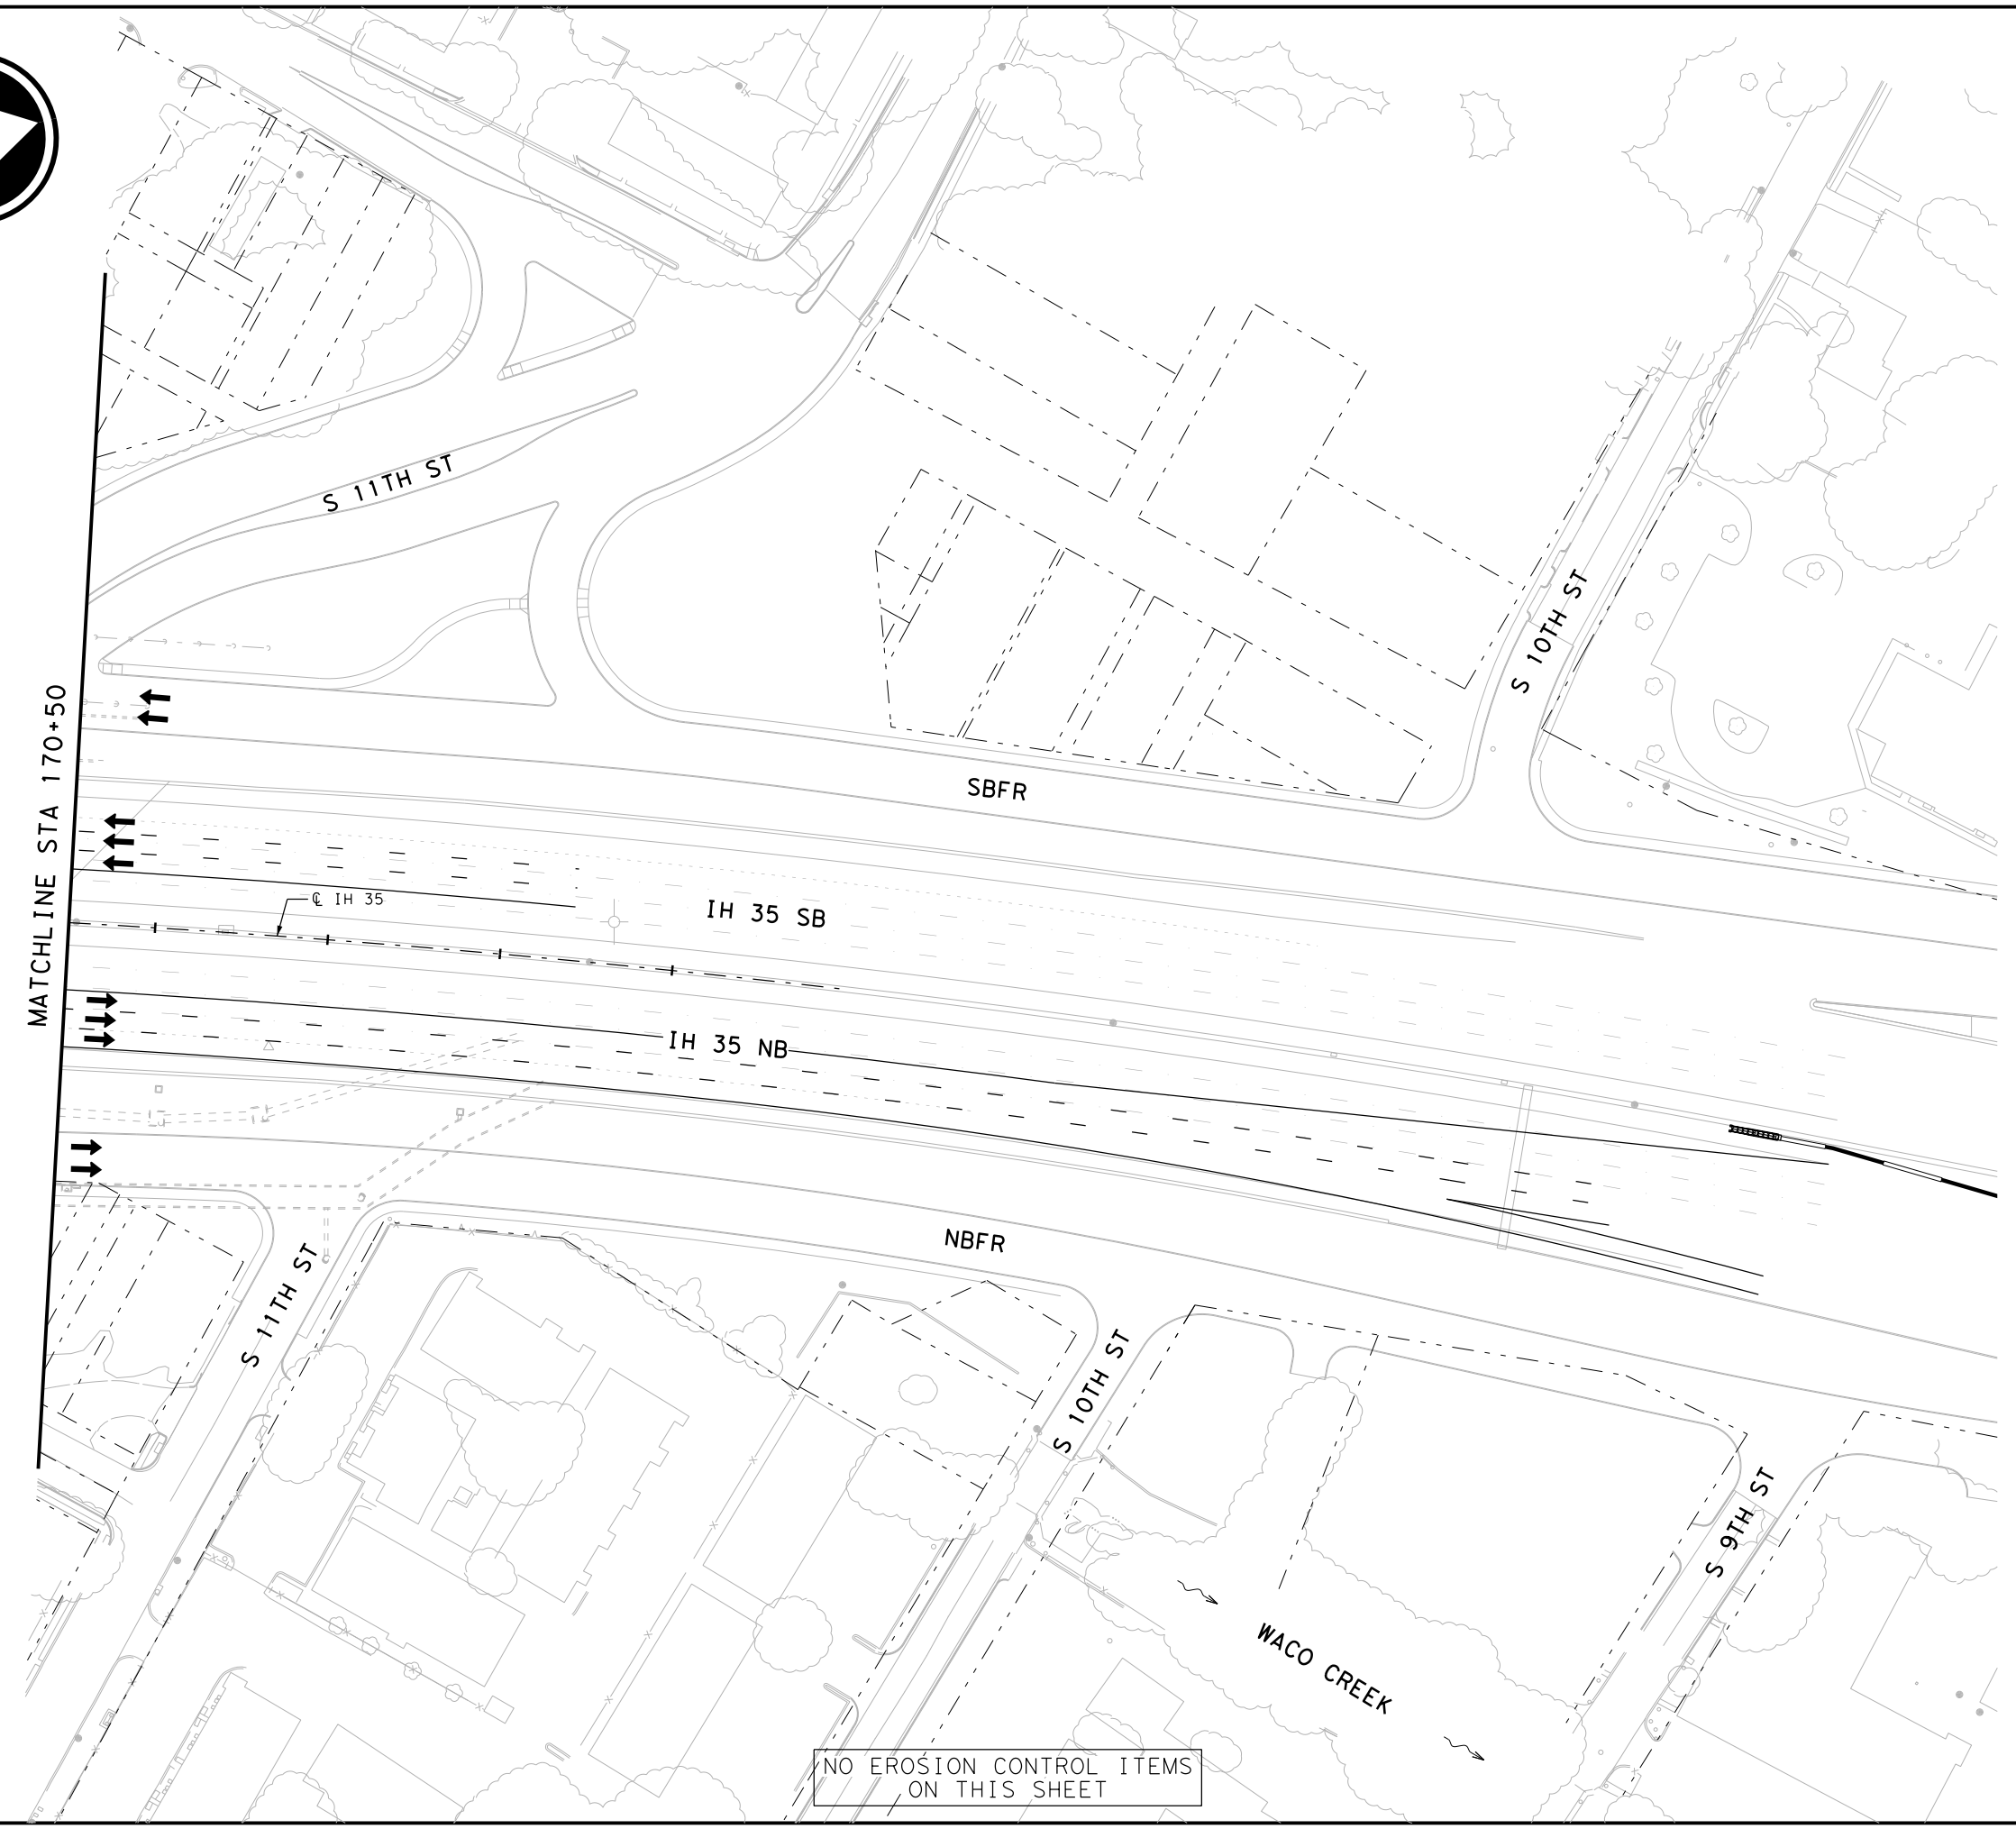 S 11TH ST
S 10TH ST
MATCHLINE STA 170+50
SBFR
℄ IH 35
IH 35 SB
IH 35 NB
NBFR
S 11TH ST
S 10TH ST
S 9TH ST
WACO CREEK
NO EROSION CONTROL ITEMS
ON THIS SHEET